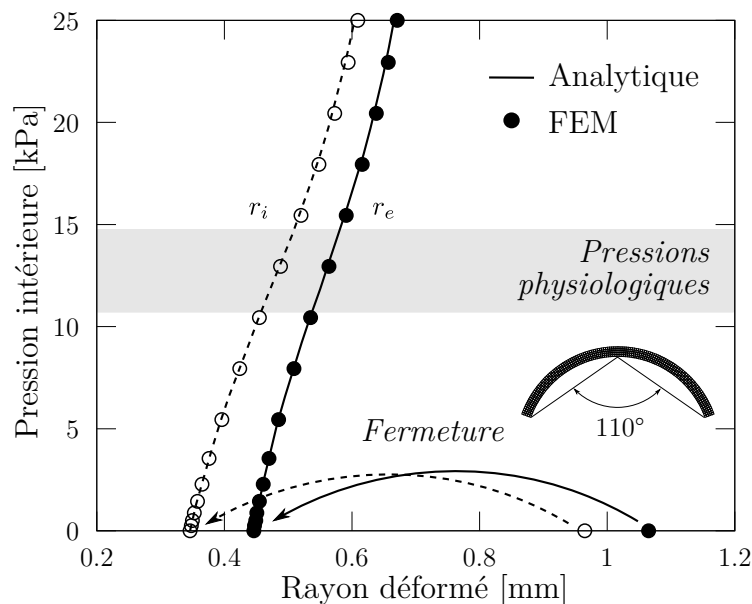 25
20
15
10
5
0
Pression intérieure [kPa]
Analytique
FEM
r_i
r_e
Pressions
physiologiques
Fermeture
110°
0.2 0.4 0.6 0.8 1 1.2
Rayon déformé [mm]